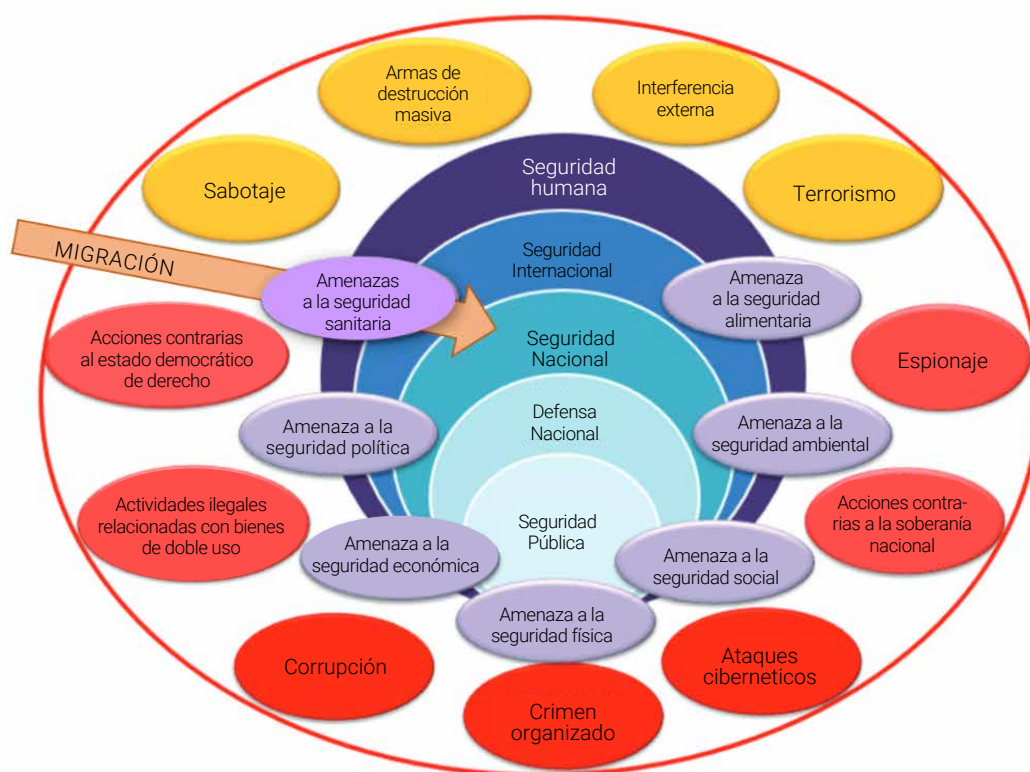 Armas de
destrucción
masiva
Interferencia
externa
Seguridad
humana
Sabotaje
Terrorismo
MIGRACIÓN
Seguridad
Internacional
Amenazas
a la seguridad
sanitaria
Amenaza
a la seguridad
alimentaria
Acciones contrarias
al estado democrático
de derecho
Seguridad
Nacional
Espionaje
Amenaza a la
seguridad política
Defensa
Nacional
Amenaza a la
seguridad ambiental
Actividades ilegales
relacionadas con bienes
de doble uso
Acciones contra-
rias a la soberanía
nacional
Seguridad
Pública
Amenaza a la
seguridad económica
Amenaza a la
seguridad social
Amenaza a la
seguridad física
Corrupción
Ataques
ciberneticos
Crimen
organizado